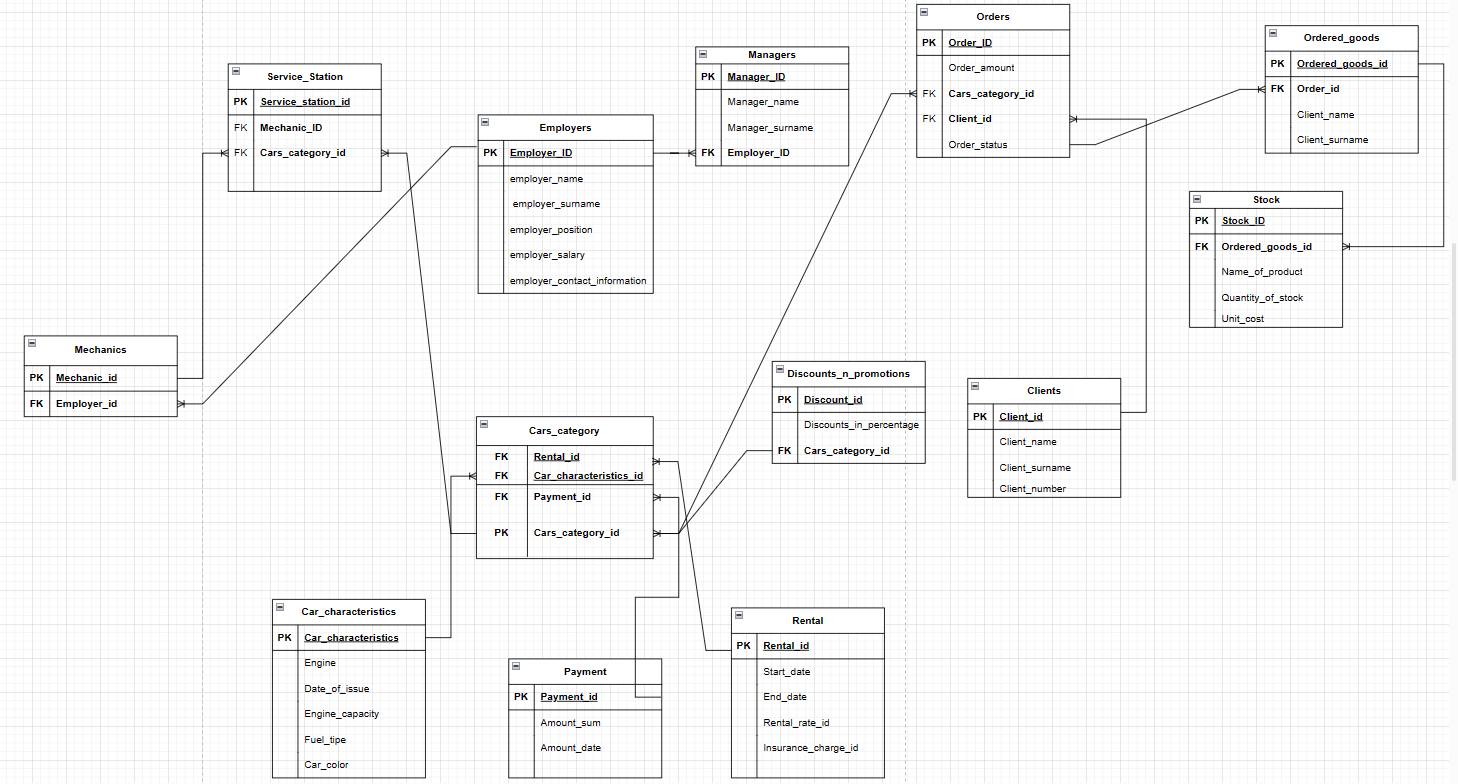 Orders
PK Order_ID
Order_amount
FK Cars_category_id
FK Client_id
Order_status
Ordered_goods
PK Ordered_goods_id
FK Order_id
Client_name
Client_surname
Managers
PK Manager_ID
Manager_name
Manager_surname
FK Employer_ID
Service_Station
PK Service_station_id
FK Mechanic_ID
FK Cars_category_id
Employers
PK Employer_ID
employer_name
employer_surname
employer_position
employer_salary
employer_contact_information
Stock
PK Stock_ID
FK Ordered_goods_id
Name_of_product
Quantity_of_stock
Unit_cost
Mechanics
PK Mechanic_id
FK Employer_id
Discounts_n_promotions
PK Discount_id
Discounts_in_percentage
FK Cars_category_id
Clients
PK Client_id
Client_name
Client_surname
Client_number
Cars_category
FK Rental_id
FK Car_characteristics_id
FK Payment_id
PK Cars_category_id
Car_characteristics
PK Car_characteristics
Engine
Date_of_issue
Engine_capacity
Fuel_tipe
Car_color
Payment
PK Payment_id
Amount_sum
Amount_date
Rental
PK Rental_id
Start_date
End_date
Rental_rate_id
Insurance_charge_id